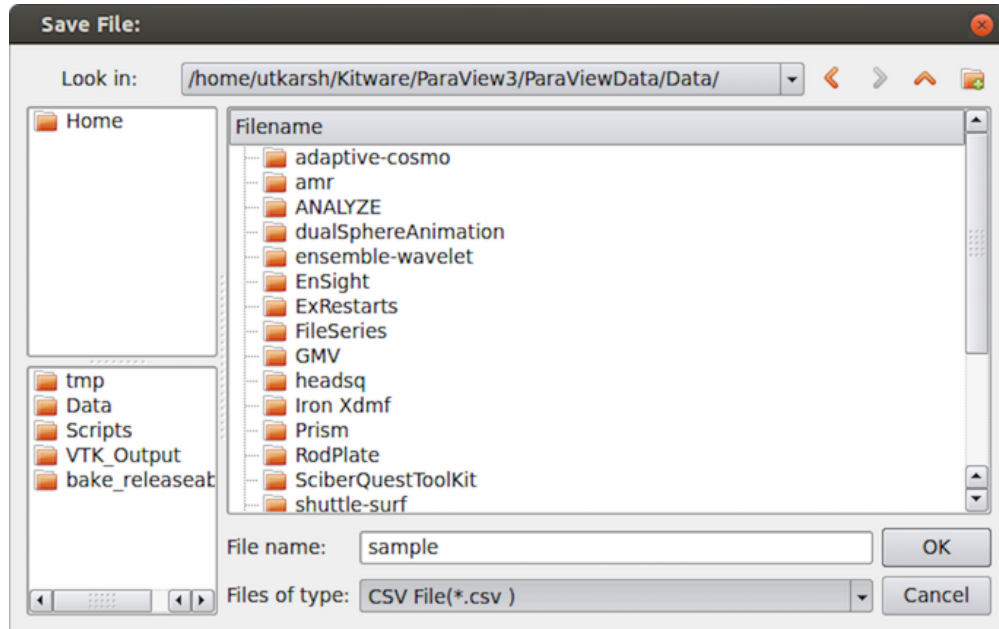 Save File:
Look in: /home/utkarsh/Kitware/ParaView3/ParaViewData/Data/
Home
Filename
adaptive-cosmo
amr
ANALYZE
dualSphereAnimation
ensemble-wavelet
EnSight
ExRestarts
FileSeries
GMV
headsq
Iron Xdmf
Prism
RodPlate
SciberQuestToolKit
shuttle-surf
tmp
Data
Scripts
VTK_Output
bake_releaseab
File name: sample OK
Files of type: CSV File(*.csv ) Cancel